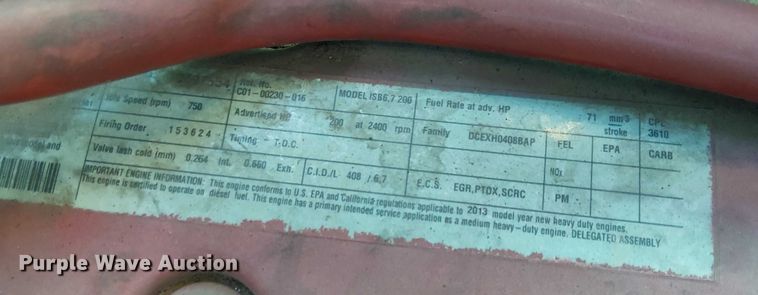 Ref. No.
C01-00230-016
MODEL ISB6.7 200
Fuel Rate at adv. HP
71 mm³
stroke
CPL
3610
Idle Speed (rpm) 750
Advertised HP 200 at 2400 rpm
Family DCEXH0408BAP
FEL
EPA
CARB
Firing Order 153624
Timing - T.D.C.
NOx
Valve lash cold (mm) 0.254 Int. 0.660 Exh.
C.I.D./L 408 / 6.7
E.C.S. EGR,PTOX,SCRC
PM
IMPORTANT ENGINE INFORMATION: This engine conforms to U.S. EPA and California regulations applicable to 2013 model year new heavy duty engines.
This engine is certified to operate on diesel fuel. This engine has a primary intended service application as a medium heavy-duty engine. DELEGATED ASSEMBLY
Purple Wave Auction